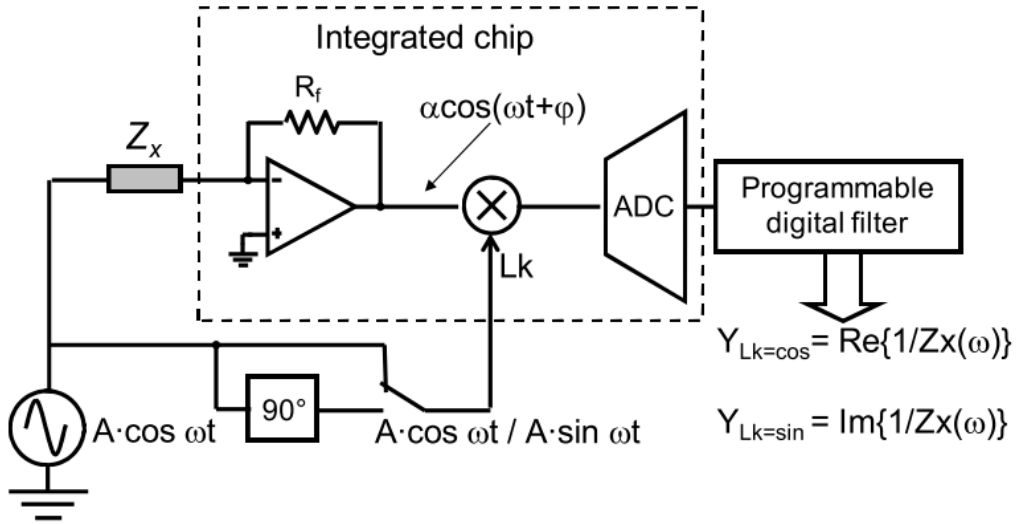 Integrated chip
R_f
αcos(ωt+φ)
Z_x
-
+
ADC
Programmable
digital filter
Lk
Y_Lk=cos = Re{1/Zx(ω)}
90°
A·cos ωt
A·cos ωt / A·sin ωt
Y_Lk=sin = Im{1/Zx(ω)}